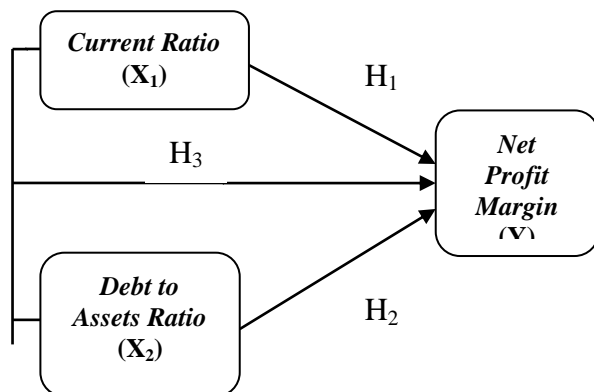 Current Ratio
(X₁)
H₁
H₃
Net
Profit
Margin
(Y)
Debt to
Assets Ratio
(X₂)
H₂